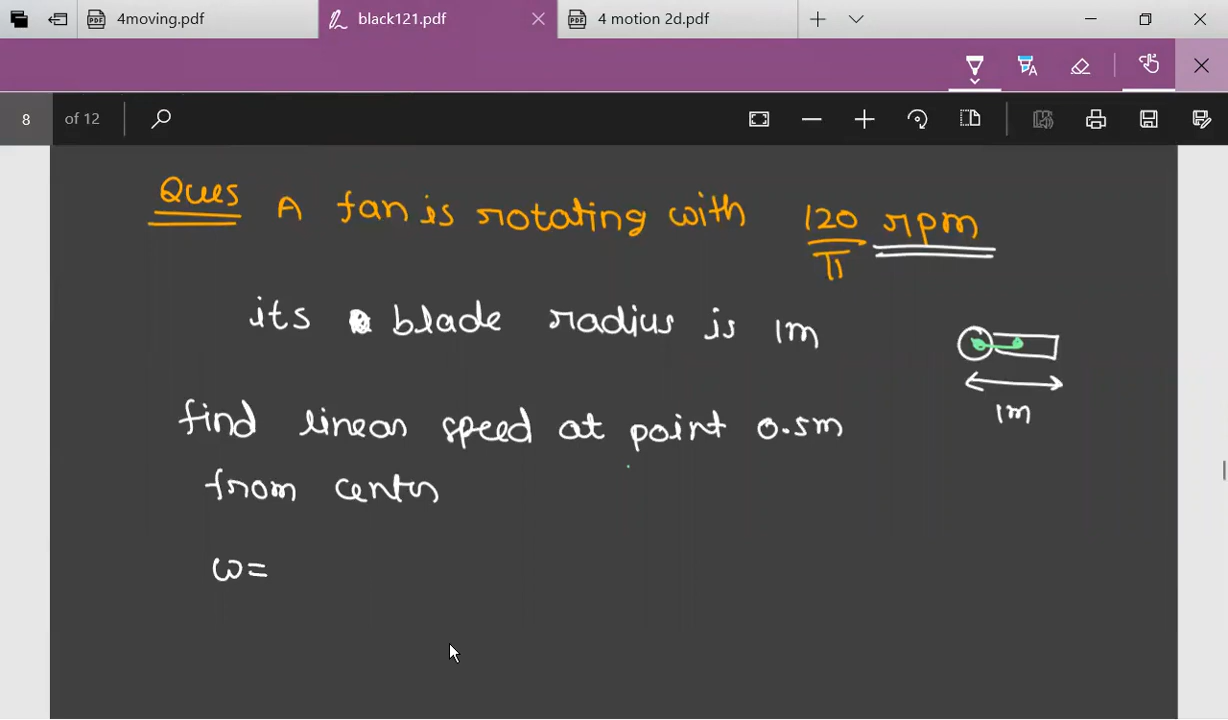 4moving.pdf
black121.pdf
4 motion 2d.pdf
8 of 12
Ques A fan is rotating with 120/π rpm
its blade radius is 1m
1m
find linear speed at point 0.5m
from center
ω=